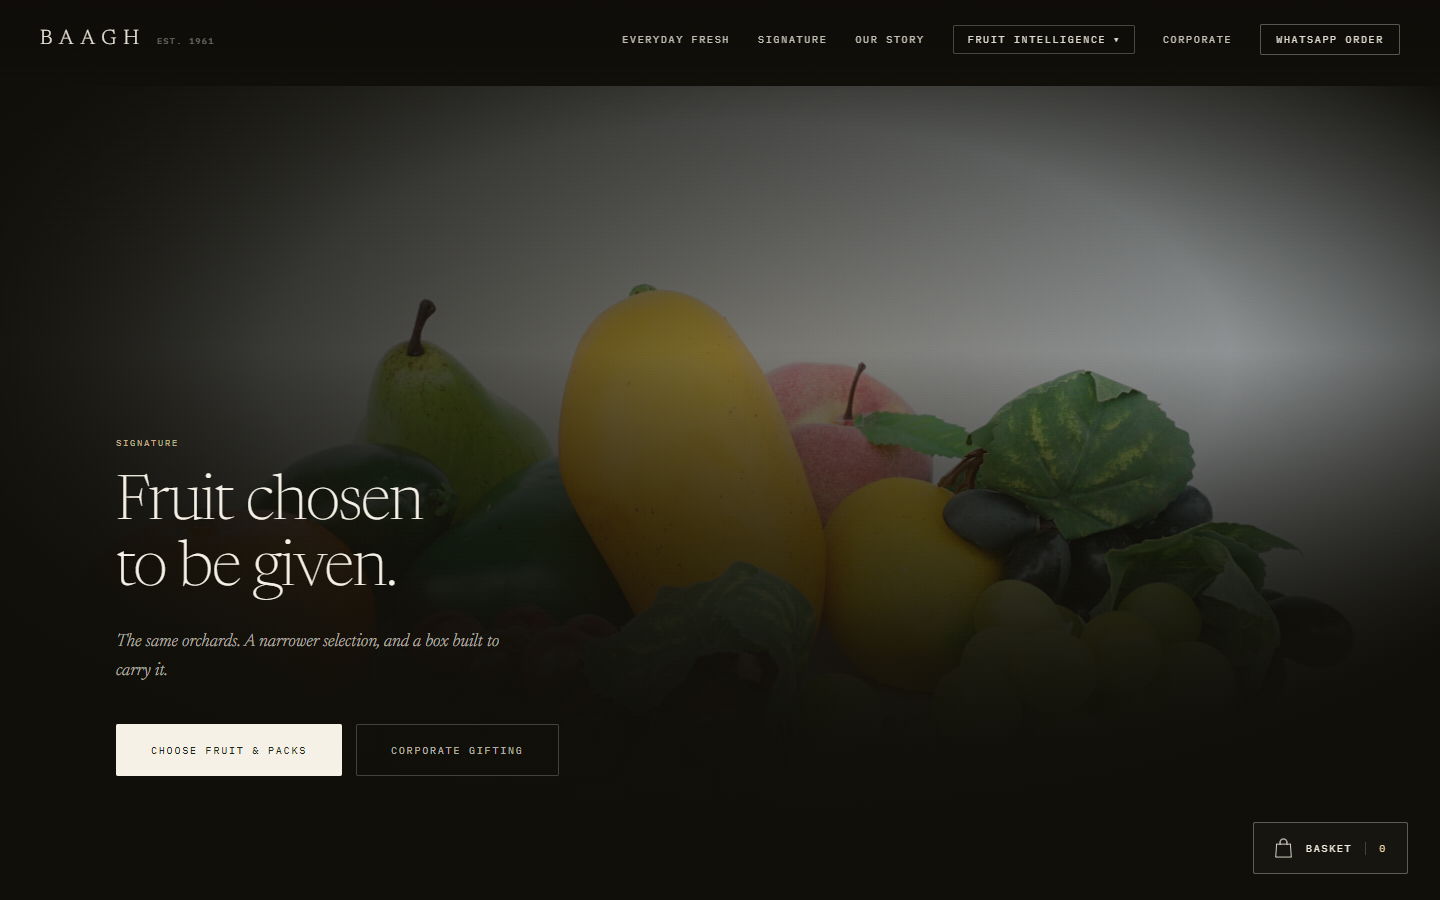 BAAGH EST. 1961
EVERYDAY FRESH SIGNATURE OUR STORY FRUIT INTELLIGENCE ▾ CORPORATE WHATSAPP ORDER
SIGNATURE
Fruit chosen
to be given.
The same orchards. A narrower selection, and a box built to
carry it.
CHOOSE FRUIT & PACKS CORPORATE GIFTING
BASKET 0